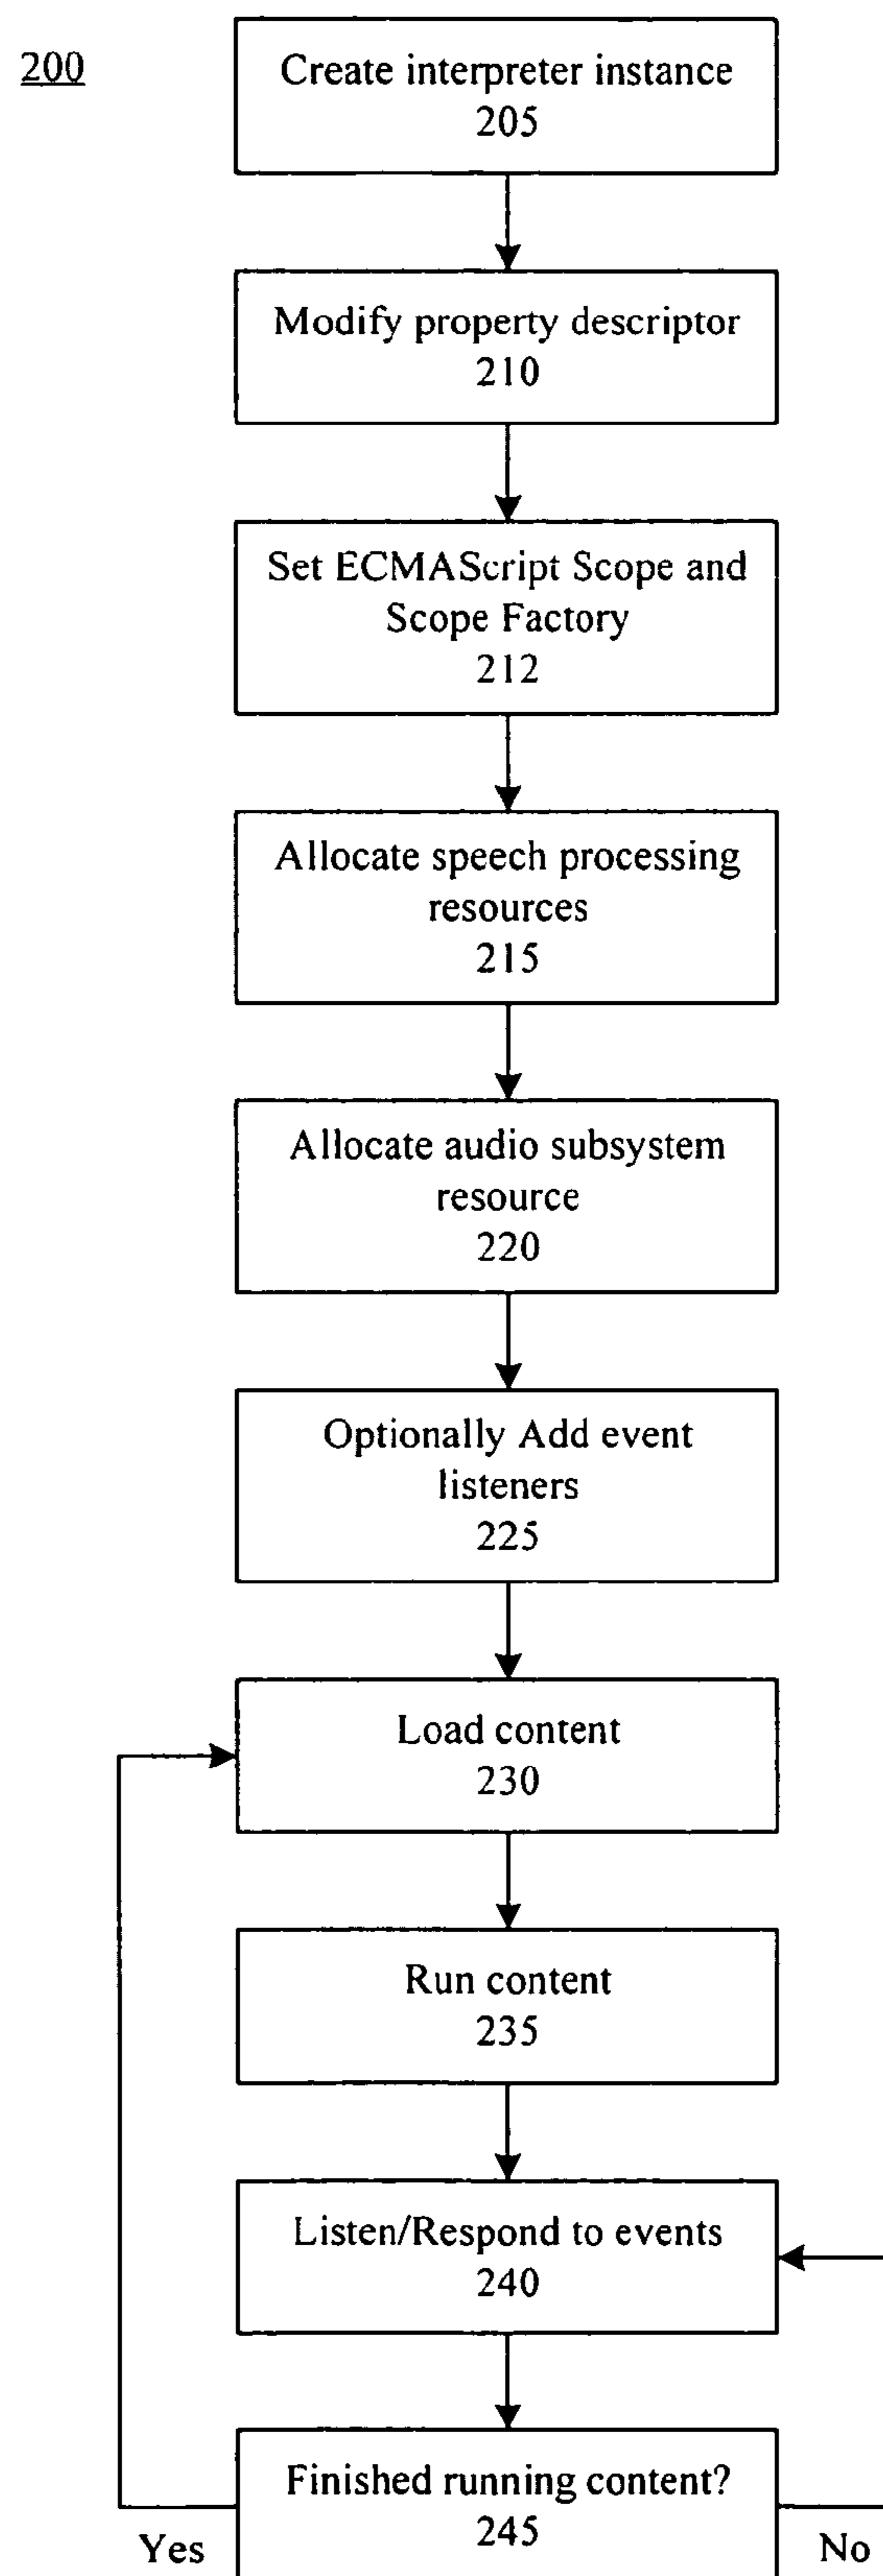 200
Create interpreter instance
205
Modify property descriptor
210
Set ECMAScript Scope and
Scope Factory
212
Allocate speech processing
resources
215
Allocate audio subsystem
resource
220
Optionally Add event
listeners
225
Load content
230
Run content
235
Listen/Respond to events
240
Finished running content?
245
Yes
No